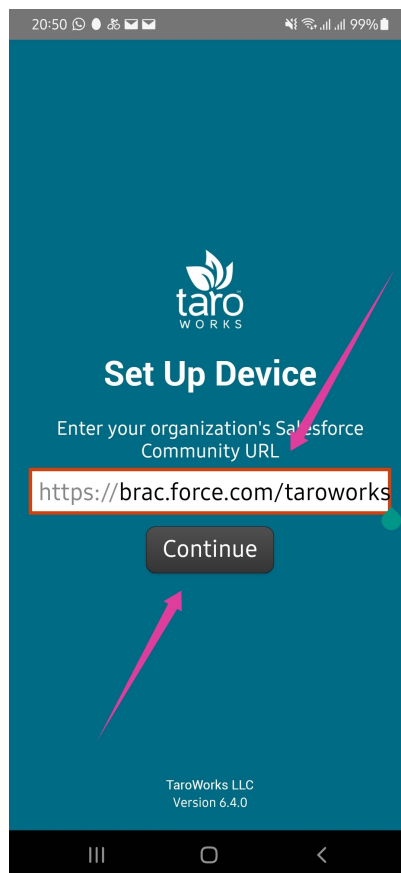 20:50 99%
taro
WORKS
Set Up Device
Enter your organization's Salesforce
Community URL
https://brac.force.com/taroworks
Continue
TaroWorks LLC
Version 6.4.0